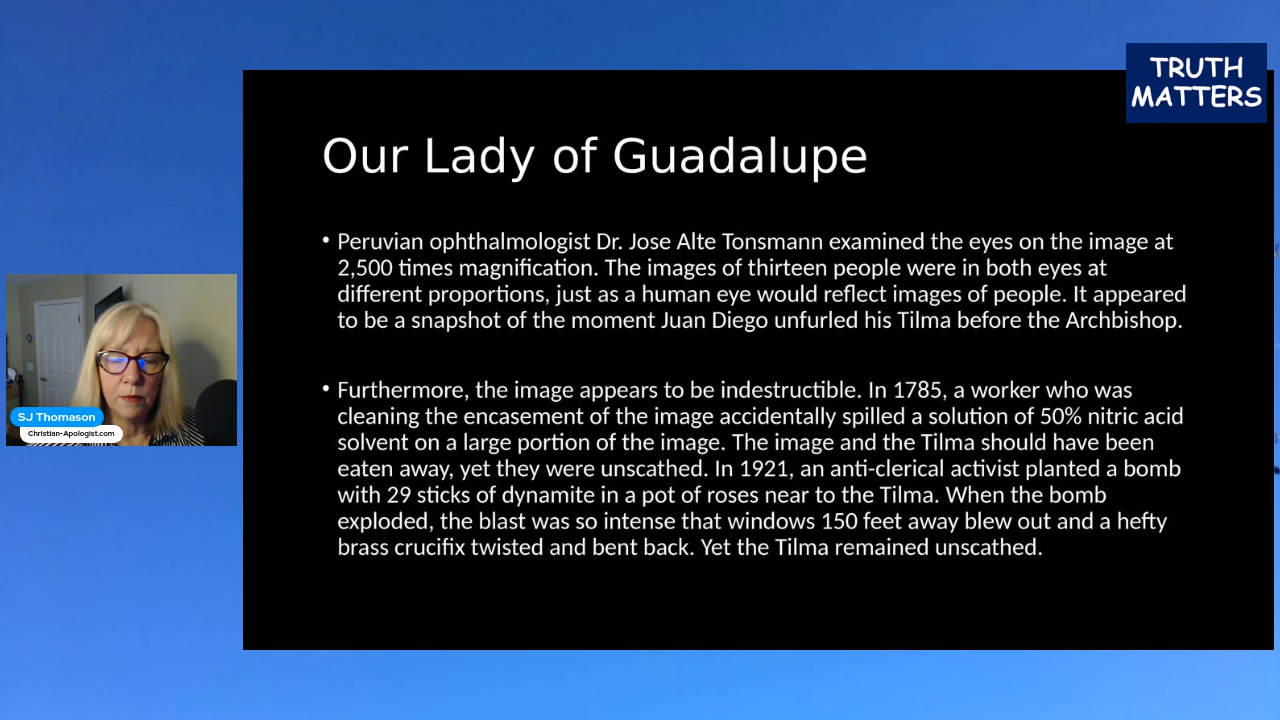 TRUTH
MATTERS
Our Lady of Guadalupe
• Peruvian ophthalmologist Dr. Jose Alte Tonsmann examined the eyes on the image at
2,500 times magnification. The images of thirteen people were in both eyes at
different proportions, just as a human eye would reflect images of people. It appeared
to be a snapshot of the moment Juan Diego unfurled his Tilma before the Archbishop.
• Furthermore, the image appears to be indestructible. In 1785, a worker who was
cleaning the encasement of the image accidentally spilled a solution of 50% nitric acid
solvent on a large portion of the image. The image and the Tilma should have been
eaten away, yet they were unscathed. In 1921, an anti-clerical activist planted a bomb
with 29 sticks of dynamite in a pot of roses near to the Tilma. When the bomb
exploded, the blast was so intense that windows 150 feet away blew out and a hefty
brass crucifix twisted and bent back. Yet the Tilma remained unscathed.
SJ Thomason
Christian-Apologist.com